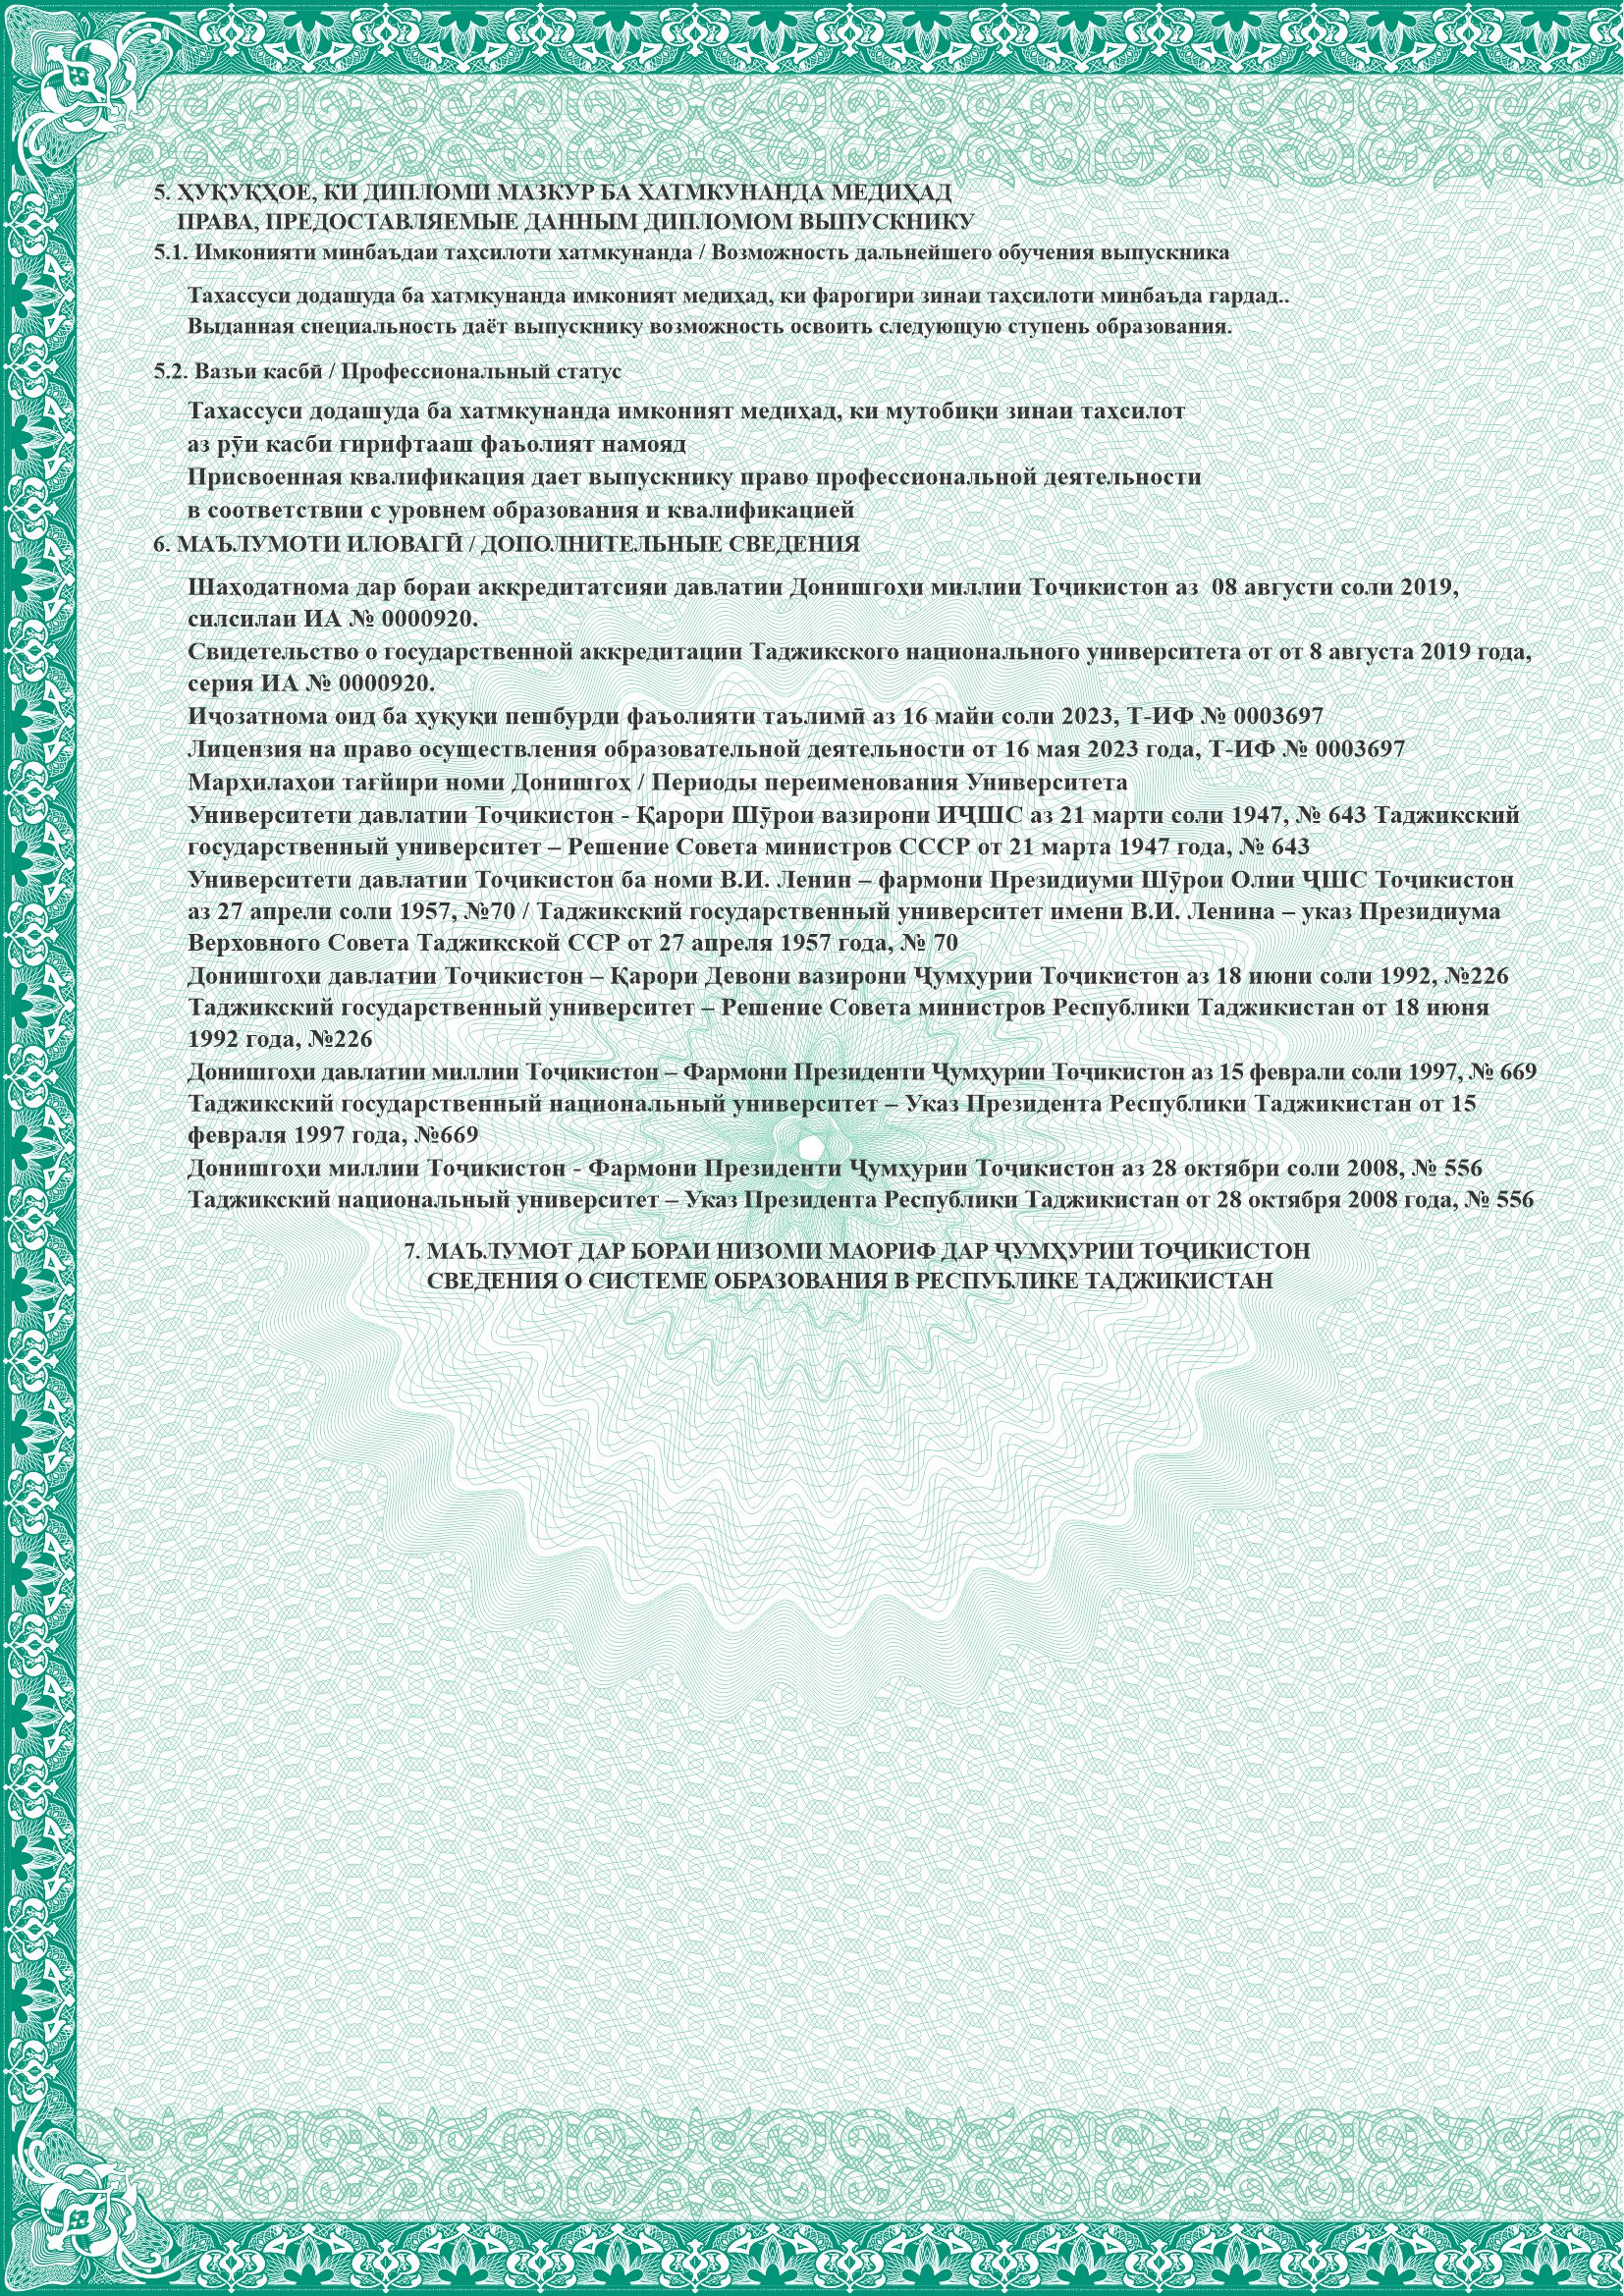 5. ҲУҚУҚҲОЕ, КИ ДИПЛОМИ МАЗКУР БА ХАТМКУНАНДА МЕДИҲАД
ПРАВА, ПРЕДОСТАВЛЯЕМЫЕ ДАННЫМ ДИПЛОМОМ ВЫПУСКНИКУ
5.1. Имконияти минбаъдаи таҳсилоти хатмкунанда / Возможность дальнейшего обучения выпускника
Тахассуси додашуда ба хатмкунанда имконият медиҳад, ки фарогири зинаи таҳсилоти минбаъда гардад..
Выданная специальность даёт выпускнику возможность освоить следующую ступень образования.
5.2. Вазъи касбӣ / Профессиональный статус
Тахассуси додашуда ба хатмкунанда имконият медиҳад, ки мутобиқи зинаи таҳсилот
аз рӯи касби гирифтааш фаъолият намояд
Присвоенная квалификация дает выпускнику право профессиональной деятельности
в соответствии с уровнем образования и квалификацией
6. МАЪЛУМОТИ ИЛОВАГӢ / ДОПОЛНИТЕЛЬНЫЕ СВЕДЕНИЯ
Шаҳодатнома дар бораи аккредитатсияи давлатии Донишгоҳи миллии Тоҷикистон аз 08 августи соли 2019,
силсилаи ИА № 0000920.
Свидетельство о государственной аккредитации Таджикского национального университета от от 8 августа 2019 года,
серия ИА № 0000920.
Иҷозатнома оид ба ҳуқуқи пешбурди фаъолияти таълимӣ аз 16 майи соли 2023, Т-ИФ № 0003697
Лицензия на право осуществления образовательной деятельности от 16 мая 2023 года, Т-ИФ № 0003697
Марҳилаҳои тағйири номи Донишгоҳ / Периоды переименования Университета
Университети давлатии Тоҷикистон - Қарори Шӯрои вазирони ИҶШС аз 21 марти соли 1947, № 643 Таджикский
государственный университет – Решение Совета министров СССР от 21 марта 1947 года, № 643
Университети давлатии Тоҷикистон ба номи В.И. Ленин – фармони Президиуми Шӯрои Олии ҶШС Тоҷикистон
аз 27 апрели соли 1957, №70 / Таджикский государственный университет имени В.И. Ленина – указ Президиума
Верховного Совета Таджикской ССР от 27 апреля 1957 года, № 70
Донишгоҳи давлатии Тоҷикистон – Қарори Девони вазирони Ҷумҳурии Тоҷикистон аз 18 июни соли 1992, №226
Таджикский государственный университет – Решение Совета министров Республики Таджикистан от 18 июня
1992 года, №226
Донишгоҳи давлатии миллии Тоҷикистон – Фармони Президенти Ҷумҳурии Тоҷикистон аз 15 феврали соли 1997, № 669
Таджикский государственный национальный университет – Указ Президента Республики Таджикистан от 15
февраля 1997 года, №669
Донишгоҳи миллии Тоҷикистон - Фармони Президенти Ҷумҳурии Тоҷикистон аз 28 октябри соли 2008, № 556
Таджикский национальный университет – Указ Президента Республики Таджикистан от 28 октября 2008 года, № 556
7. МАЪЛУМОТ ДАР БОРАИ НИЗОМИ МАОРИФ ДАР ҶУМҲУРИИ ТОҶИКИСТОН
СВЕДЕНИЯ О СИСТЕМЕ ОБРАЗОВАНИЯ В РЕСПУБЛИКЕ ТАДЖИКИСТАН